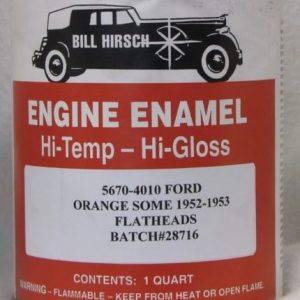 BILL HIRSCH
ENGINE ENAMEL
Hi-Temp – Hi-Gloss
5670-4010 FORD
ORANGE SOME 1952-1953
FLATHEADS
BATCH#28716
CONTENTS: 1 QUART
WARNING – FLAMMABLE – KEEP FROM HEAT OR OPEN FLAME